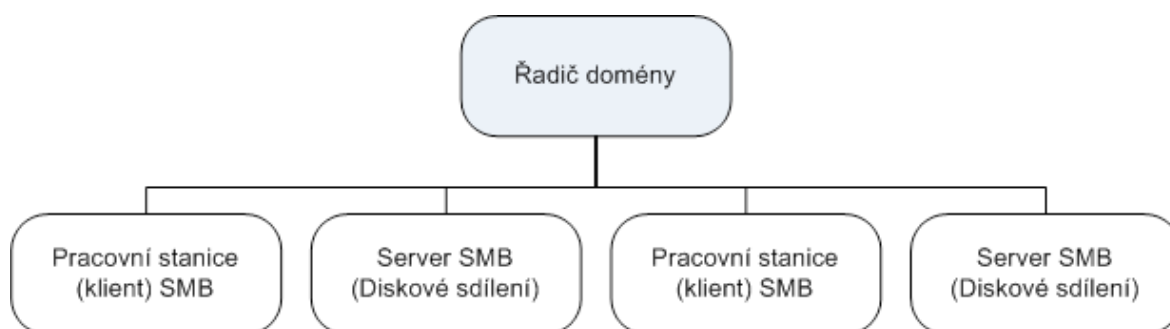 Řadič domény
Pracovní stanice
(klient) SMB
Server SMB
(Diskové sdílení)
Pracovní stanice
(klient) SMB
Server SMB
(Diskové sdílení)